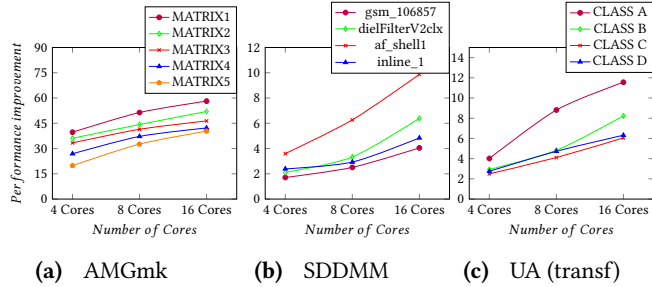 MATRIX1
MATRIX2
MATRIX3
MATRIX4
MATRIX5
Performance improvement
90
75
60
45
30
15
0
4 Cores 8 Cores 16 Cores
Number of Cores
(a) AMGmk
gsm_106857
dielFilterV2clx
af_shell1
inline_1
12
10
8
6
4
2
0
4 Cores 8 Cores 16 Cores
Number of Cores
(b) SDDMM
CLASS A
CLASS B
CLASS C
CLASS D
14
12
10
8
6
4
2
0
4 Cores 8 Cores 16 Cores
Number of Cores
(c) UA (transf)